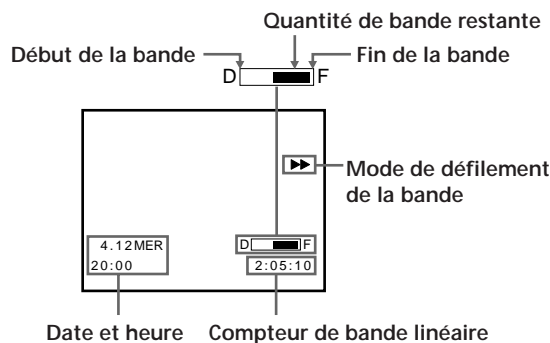 Quantité de bande restante
Début de la bande
Fin de la bande
D F
Mode de défilement
de la bande
4.12MER
D F
20:00
2:05:10
Date et heure
Compteur de bande linéaire